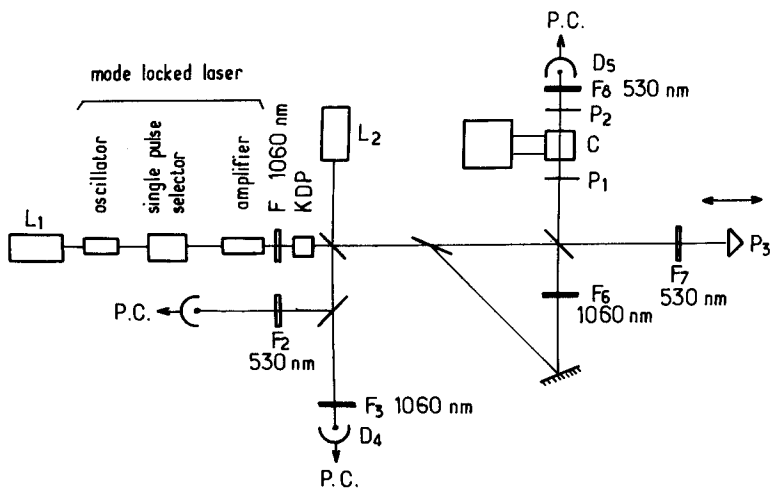 P.C.
D5
F8 530 nm
P2
C
P1
mode locked laser
oscillator
single pulse
selector
amplifier
F 1060 nm
KDP
L1
L2
P3
F7
530 nm
F6
1060 nm
P.C.
F2
530 nm
F3 1060 nm
D4
P.C.